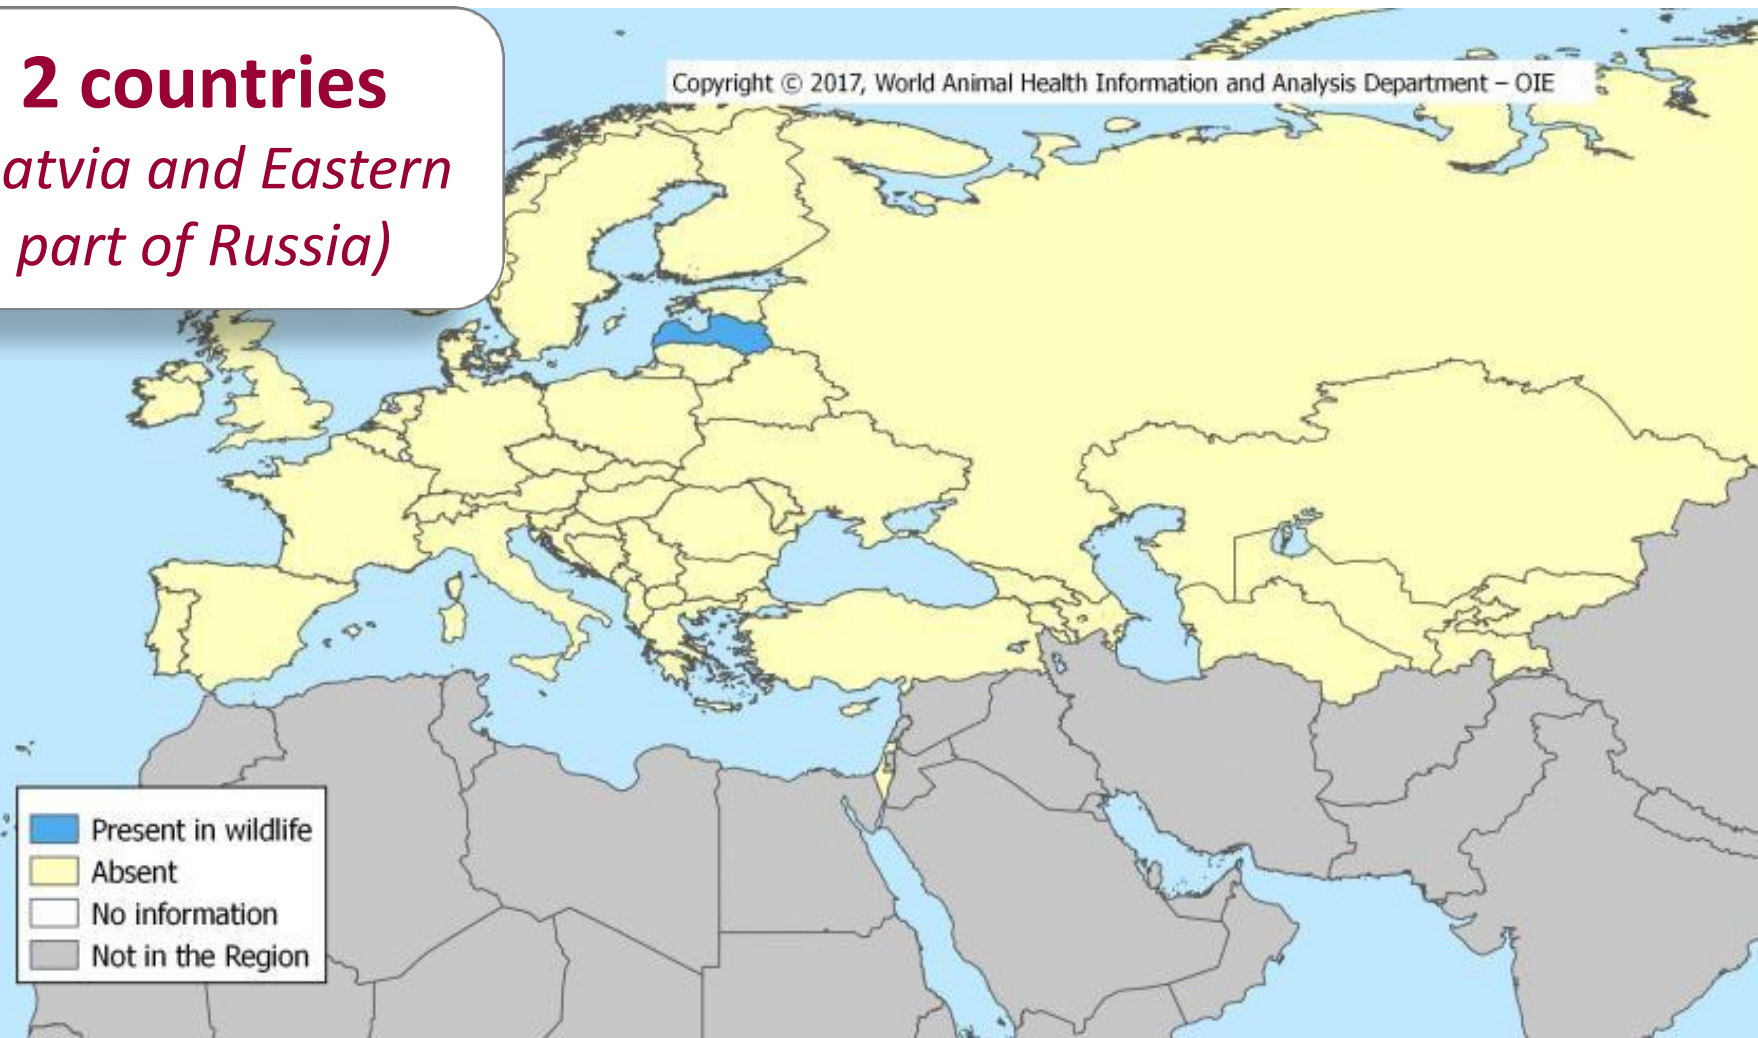 2 countries
atvia and Eastern
part of Russia)
Copyright © 2017, World Animal Health Information and Analysis Department – OIE
Present in wildlife
Absent
No information
Not in the Region